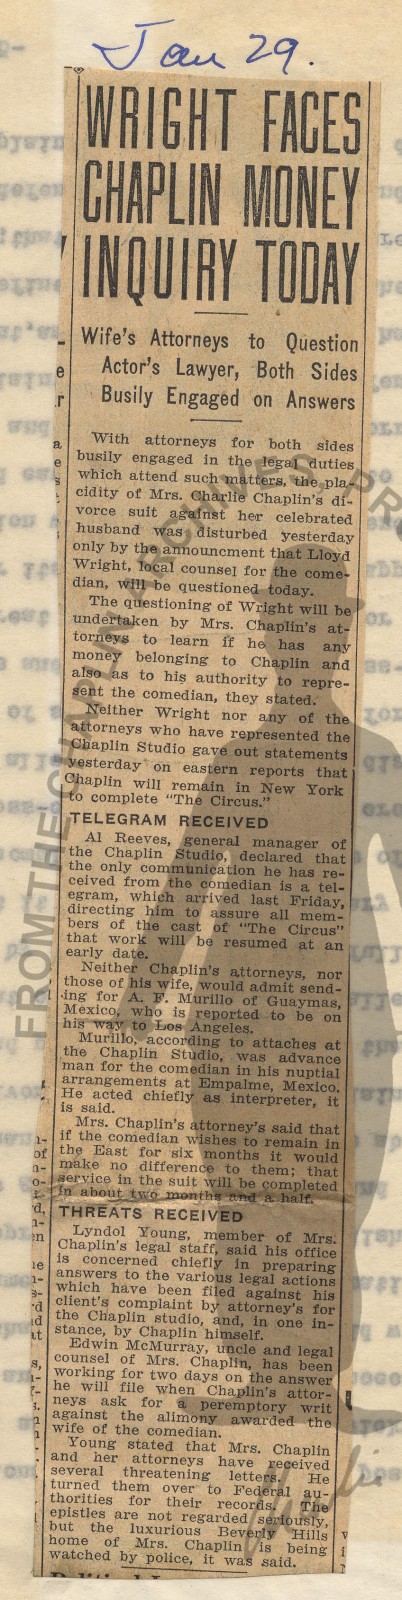 Jan 29.
WRIGHT FACES
CHAPLIN MONEY
INQUIRY TODAY
Wife's Attorneys to Question
Actor's Lawyer, Both Sides
Busily Engaged on Answers
With attorneys for both sides
busily engaged in the legal duties
which attend such matters, the pla-
cidity of Mrs. Charlie Chaplin's di-
vorce suit against her celebrated
husband was disturbed yesterday
only by the announcment that Lloyd
Wright, local counsel for the come-
dian, will be questioned today.
The questioning of Wright will be
undertaken by Mrs. Chaplin's at-
torneys to learn if he has any
money belonging to Chaplin and
also as to his authority to repre-
sent the comedian, they stated.
Neither Wright nor any of the
attorneys who have represented the
Chaplin Studio gave out statements
yesterday on eastern reports that
Chaplin will remain in New York
to complete "The Circus."
TELEGRAM RECEIVED
Al Reeves, general manager of
the Chaplin Studio, declared that
the only communication he has re-
ceived from the comedian is a tel-
egram, which arrived last Friday,
directing him to assure all mem-
bers of the cast of "The Circus"
that work will be resumed at an
early date.
Neither Chaplin's attorneys, nor
those of his wife, would admit send-
ing for A. F. Murillo of Guaymas,
Mexico, who is reported to be on
his way to Los Angeles.
Murillo, according to attaches at
the Chaplin Studio, was advance
man for the comedian in his nuptial
arrangements at Empalme, Mexico.
He acted chiefly as interpreter, it
is said.
Mrs. Chaplin's attorney's said that
if the comedian wishes to remain in
the East for six months it would
make no difference to them; that
service in the suit will be completed
in about two months and a half.
THREATS RECEIVED
Lyndol Young, member of Mrs.
Chaplin's legal staff, said his office
is concerned chiefly in preparing
answers to the various legal actions
which have been filed against his
client's complaint by attorney's for
the Chaplin studio, and, in one in-
stance, by Chaplin himself.
Edwin McMurray, uncle and legal
counsel of Mrs. Chaplin, has been
working for two days on the answer
he will file when Chaplin's attor-
neys ask for a peremptory writ
against the alimony awarded the
wife of the comedian.
Young stated that Mrs. Chaplin
and her attorneys have received
several threatening letters. He
turned them over to Federal au-
thorities for their records. The
epistles are not regarded seriously,
but the luxurious Beverly Hills
home of Mrs. Chaplin is being
watched by police, it was said.
FROM THE CHAPLIN ARCHIVES, PRO